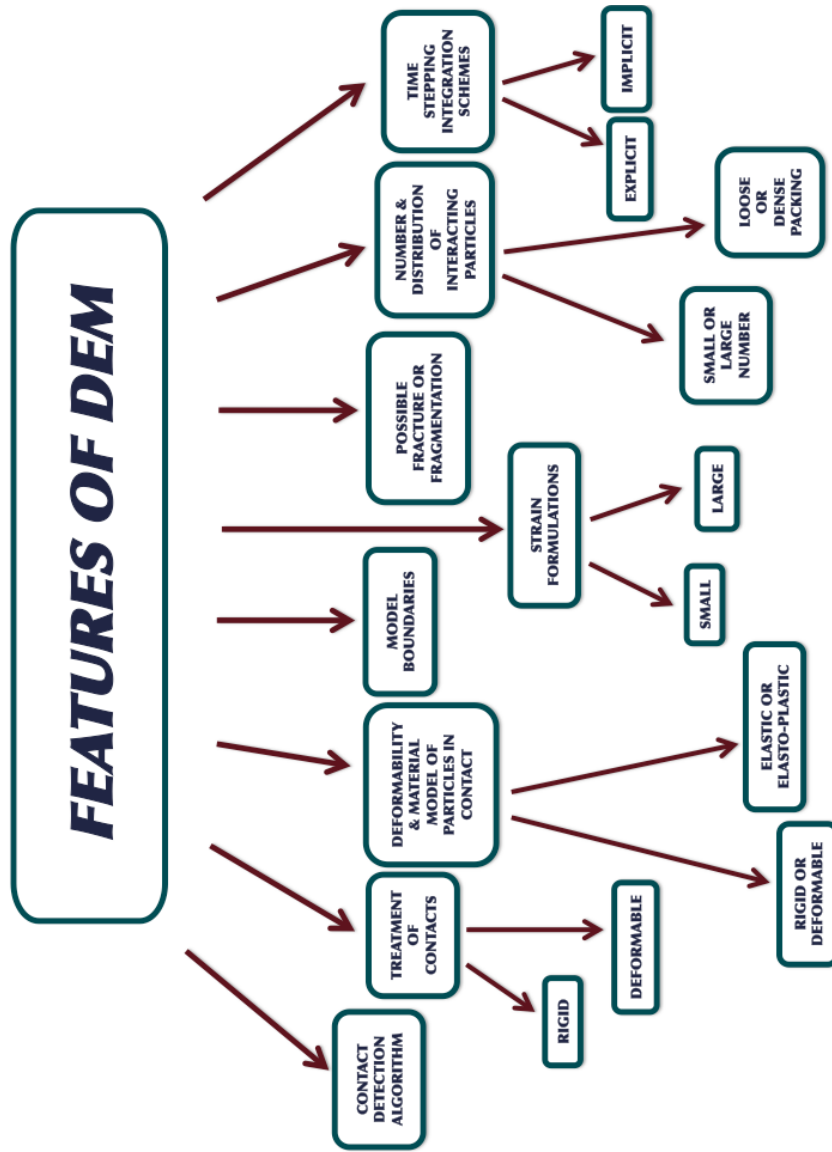 FEATURES OF DEM
CONTACT
DETECTION
ALGORITHM
TREATMENT
OF
CONTACTS
RIGID
DEFORMABLE
DEFORMABILITY
& MATERIAL
MODEL OF
PARTICLES IN
CONTACT
RIGID OR
DEFORMABLE
ELASTIC OR
ELASTO-PLASTIC
MODEL
BOUNDARIES
STRAIN
FORMULATIONS
SMALL
LARGE
POSSIBLE
FRACTURE OR
FRAGMENTATION
NUMBER &
DISTRIBUTION
OF
INTERACTING
PARTICLES
SMALL OR
LARGE
NUMBER
LOOSE
OR
DENSE
PACKING
TIME
STEPPING
INTEGRATION
SCHEMES
EXPLICIT
IMPLICIT